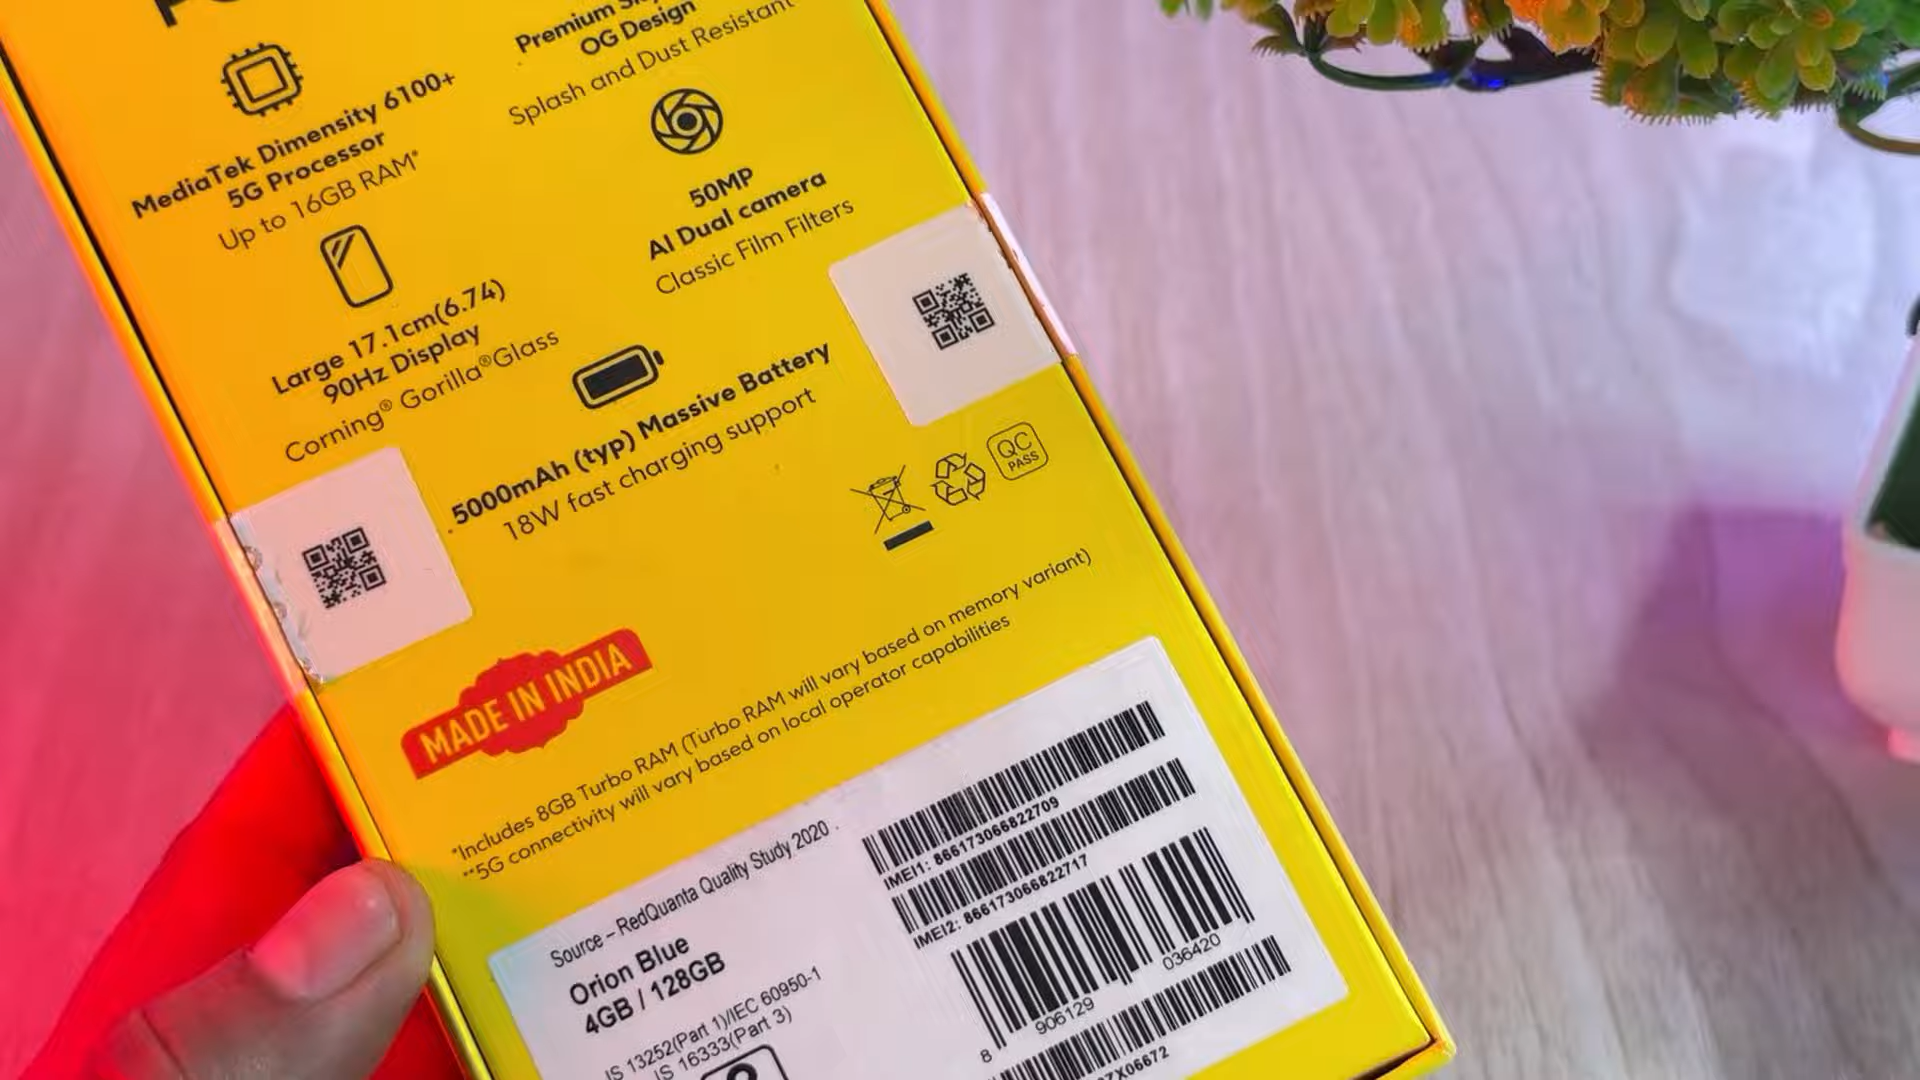 MediaTek Dimensity 6100+
5G Processor
Up to 16GB RAM*
Premium
OG Design
Splash and Dust Resistant
50MP
AI Dual camera
Classic Film Filters
Large 17.1cm(6.74)
90Hz Display
Corning® Gorilla®Glass
5000mAh (typ) Massive Battery
18W fast charging support
QC
PASS
MADE IN INDIA
*Includes 8GB Turbo RAM (Turbo RAM will vary based on memory variant)
**5G connectivity will vary based on local operator capabilities
Source – RedQuanta Quality Study 2020
Orion Blue
4GB / 128GB
IS 13252(Part 1)/IEC 60950-1
IS 16333(Part 3)
IMEI1: 866173066822709
IMEI2: 866173066822717
8 906129 036420